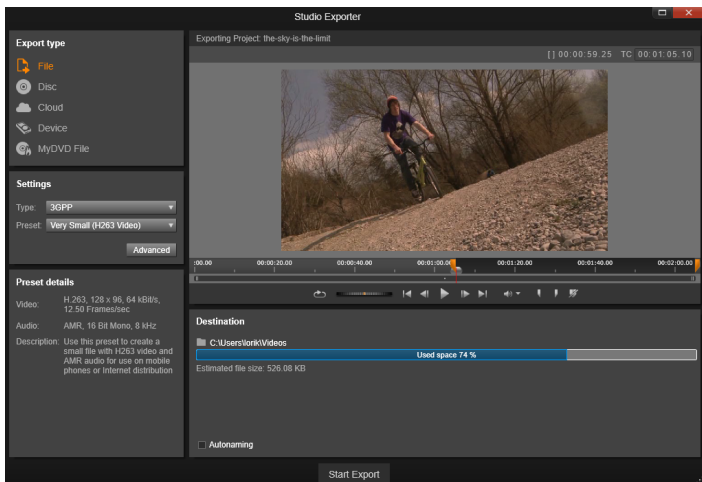 Studio Exporter
Export type
File
Disc
Cloud
Device
MyDVD File
Settings
Type: 3GPP
Preset: Very Small (H263 Video)
Advanced
Preset details
Video: H.263, 128 x 96, 64 kBit/s,
12.50 Frames/sec
Audio: AMR, 16 Bit Mono, 8 kHz
Description: Use this preset to create a
small file with H263 video and
AMR audio for use on mobile
phones or Internet distribution
Exporting Project: the-sky-is-the-limit
[ ] 00:00:59.25 TC 00:01:05.10
:00.00 00:00:20.00 00:00:40.00 00:01:00.0 00:01:20.00 00:01:40.00 00:02:00.00
Destination
C:\Users\lorik\Videos
Used space 74 %
Estimated file size: 526.08 KB
Autonaming
Start Export